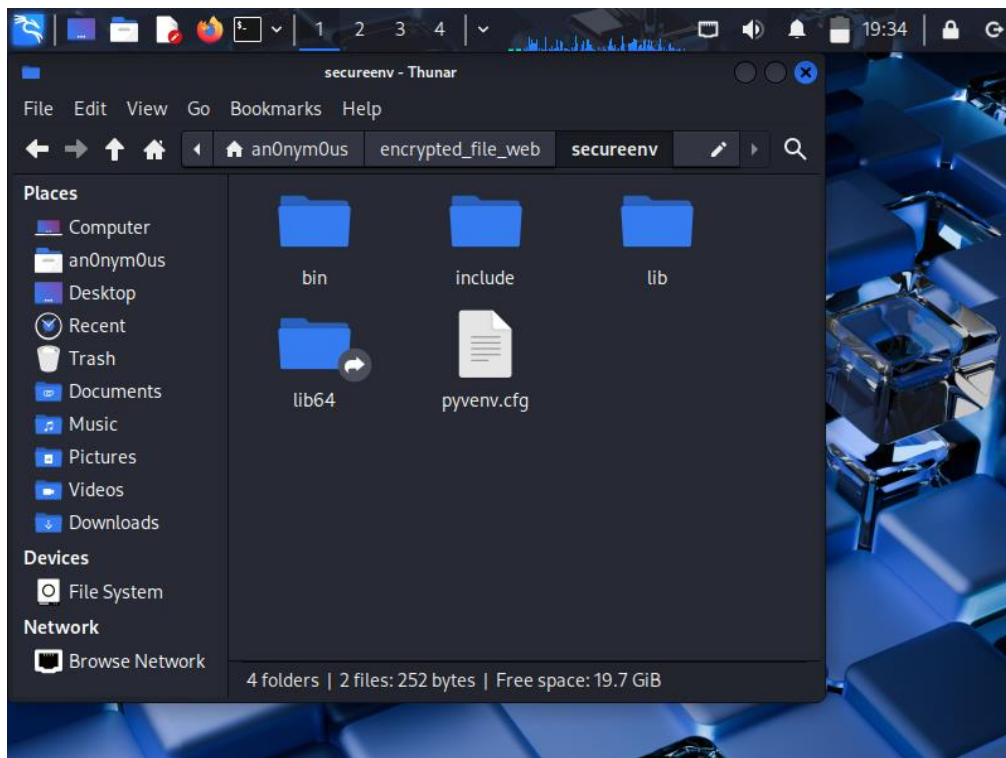 1 2 3 4 19:34
secureenv - Thunar
File Edit View Go Bookmarks Help
an0nym0us encrypted_file_web secureenv
Places
Computer
an0nym0us
Desktop
Recent
Trash
Documents
Music
Pictures
Videos
Downloads
Devices
File System
Network
Browse Network
bin include lib
lib64 pyvenv.cfg
4 folders | 2 files: 252 bytes | Free space: 19.7 GiB